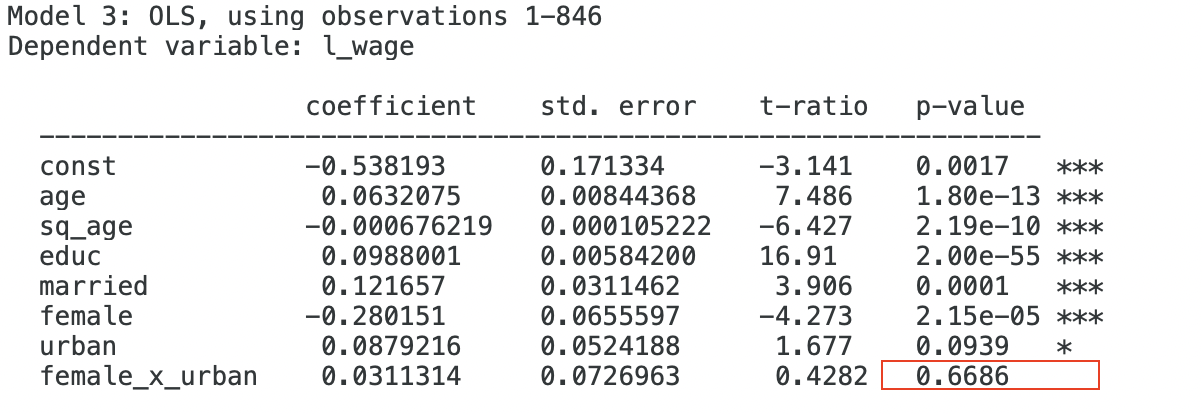 Model 3: OLS, using observations 1-846
Dependent variable: l_wage
coefficient std. error t-ratio p-value
----------------------------------------------------------------
const -0.538193 0.171334 -3.141 0.0017 ***
age 0.0632075 0.00844368 7.486 1.80e-13 ***
sq_age -0.000676219 0.000105222 -6.427 2.19e-10 ***
educ 0.0988001 0.00584200 16.91 2.00e-55 ***
married 0.121657 0.0311462 3.906 0.0001 ***
female -0.280151 0.0655597 -4.273 2.15e-05 ***
urban 0.0879216 0.0524188 1.677 0.0939 *
female_x_urban 0.0311314 0.0726963 0.4282 0.6686